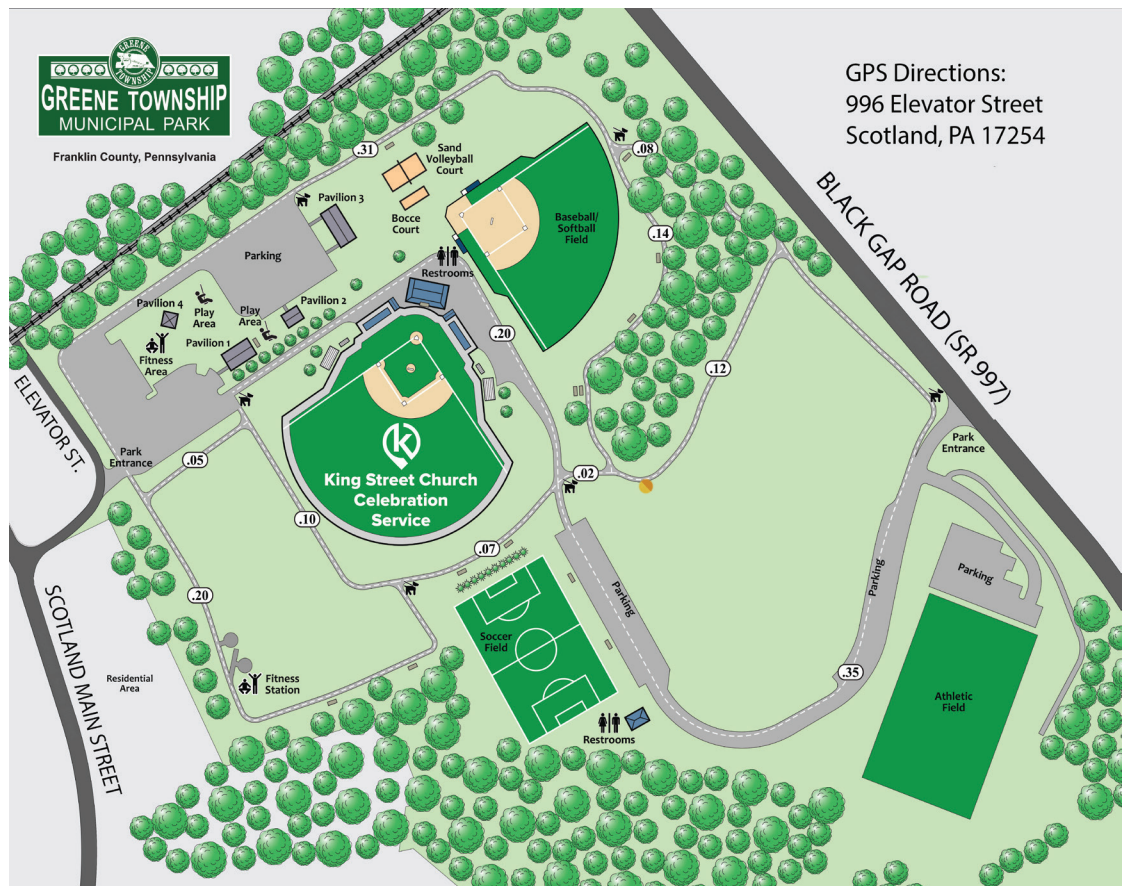 GREENE
TOWNSHIP
GREENE TOWNSHIP
MUNICIPAL PARK
Franklin County, Pennsylvania
GPS Directions:
996 Elevator Street
Scotland, PA 17254
BLACK GAP ROAD (SR 997)
.31
Sand
Volleyball
Court
.08
Pavilion 3
Bocce
Court
Baseball/
Softball
Field
.14
Parking
Restrooms
Pavilion 4
Play
Area
Play
Area
Pavilion 2
Fitness
Area
Pavilion 1
.20
.12
ELEVATOR ST.
Park
Entrance
.05
King Street Church
Celebration
Service
.02
Park
Entrance
.10
.07
.20
Parking
Parking
Parking
SCOTLAND MAIN STREET
Residential
Area
Soccer
Field
Fitness
Station
.35
Athletic
Field
Restrooms